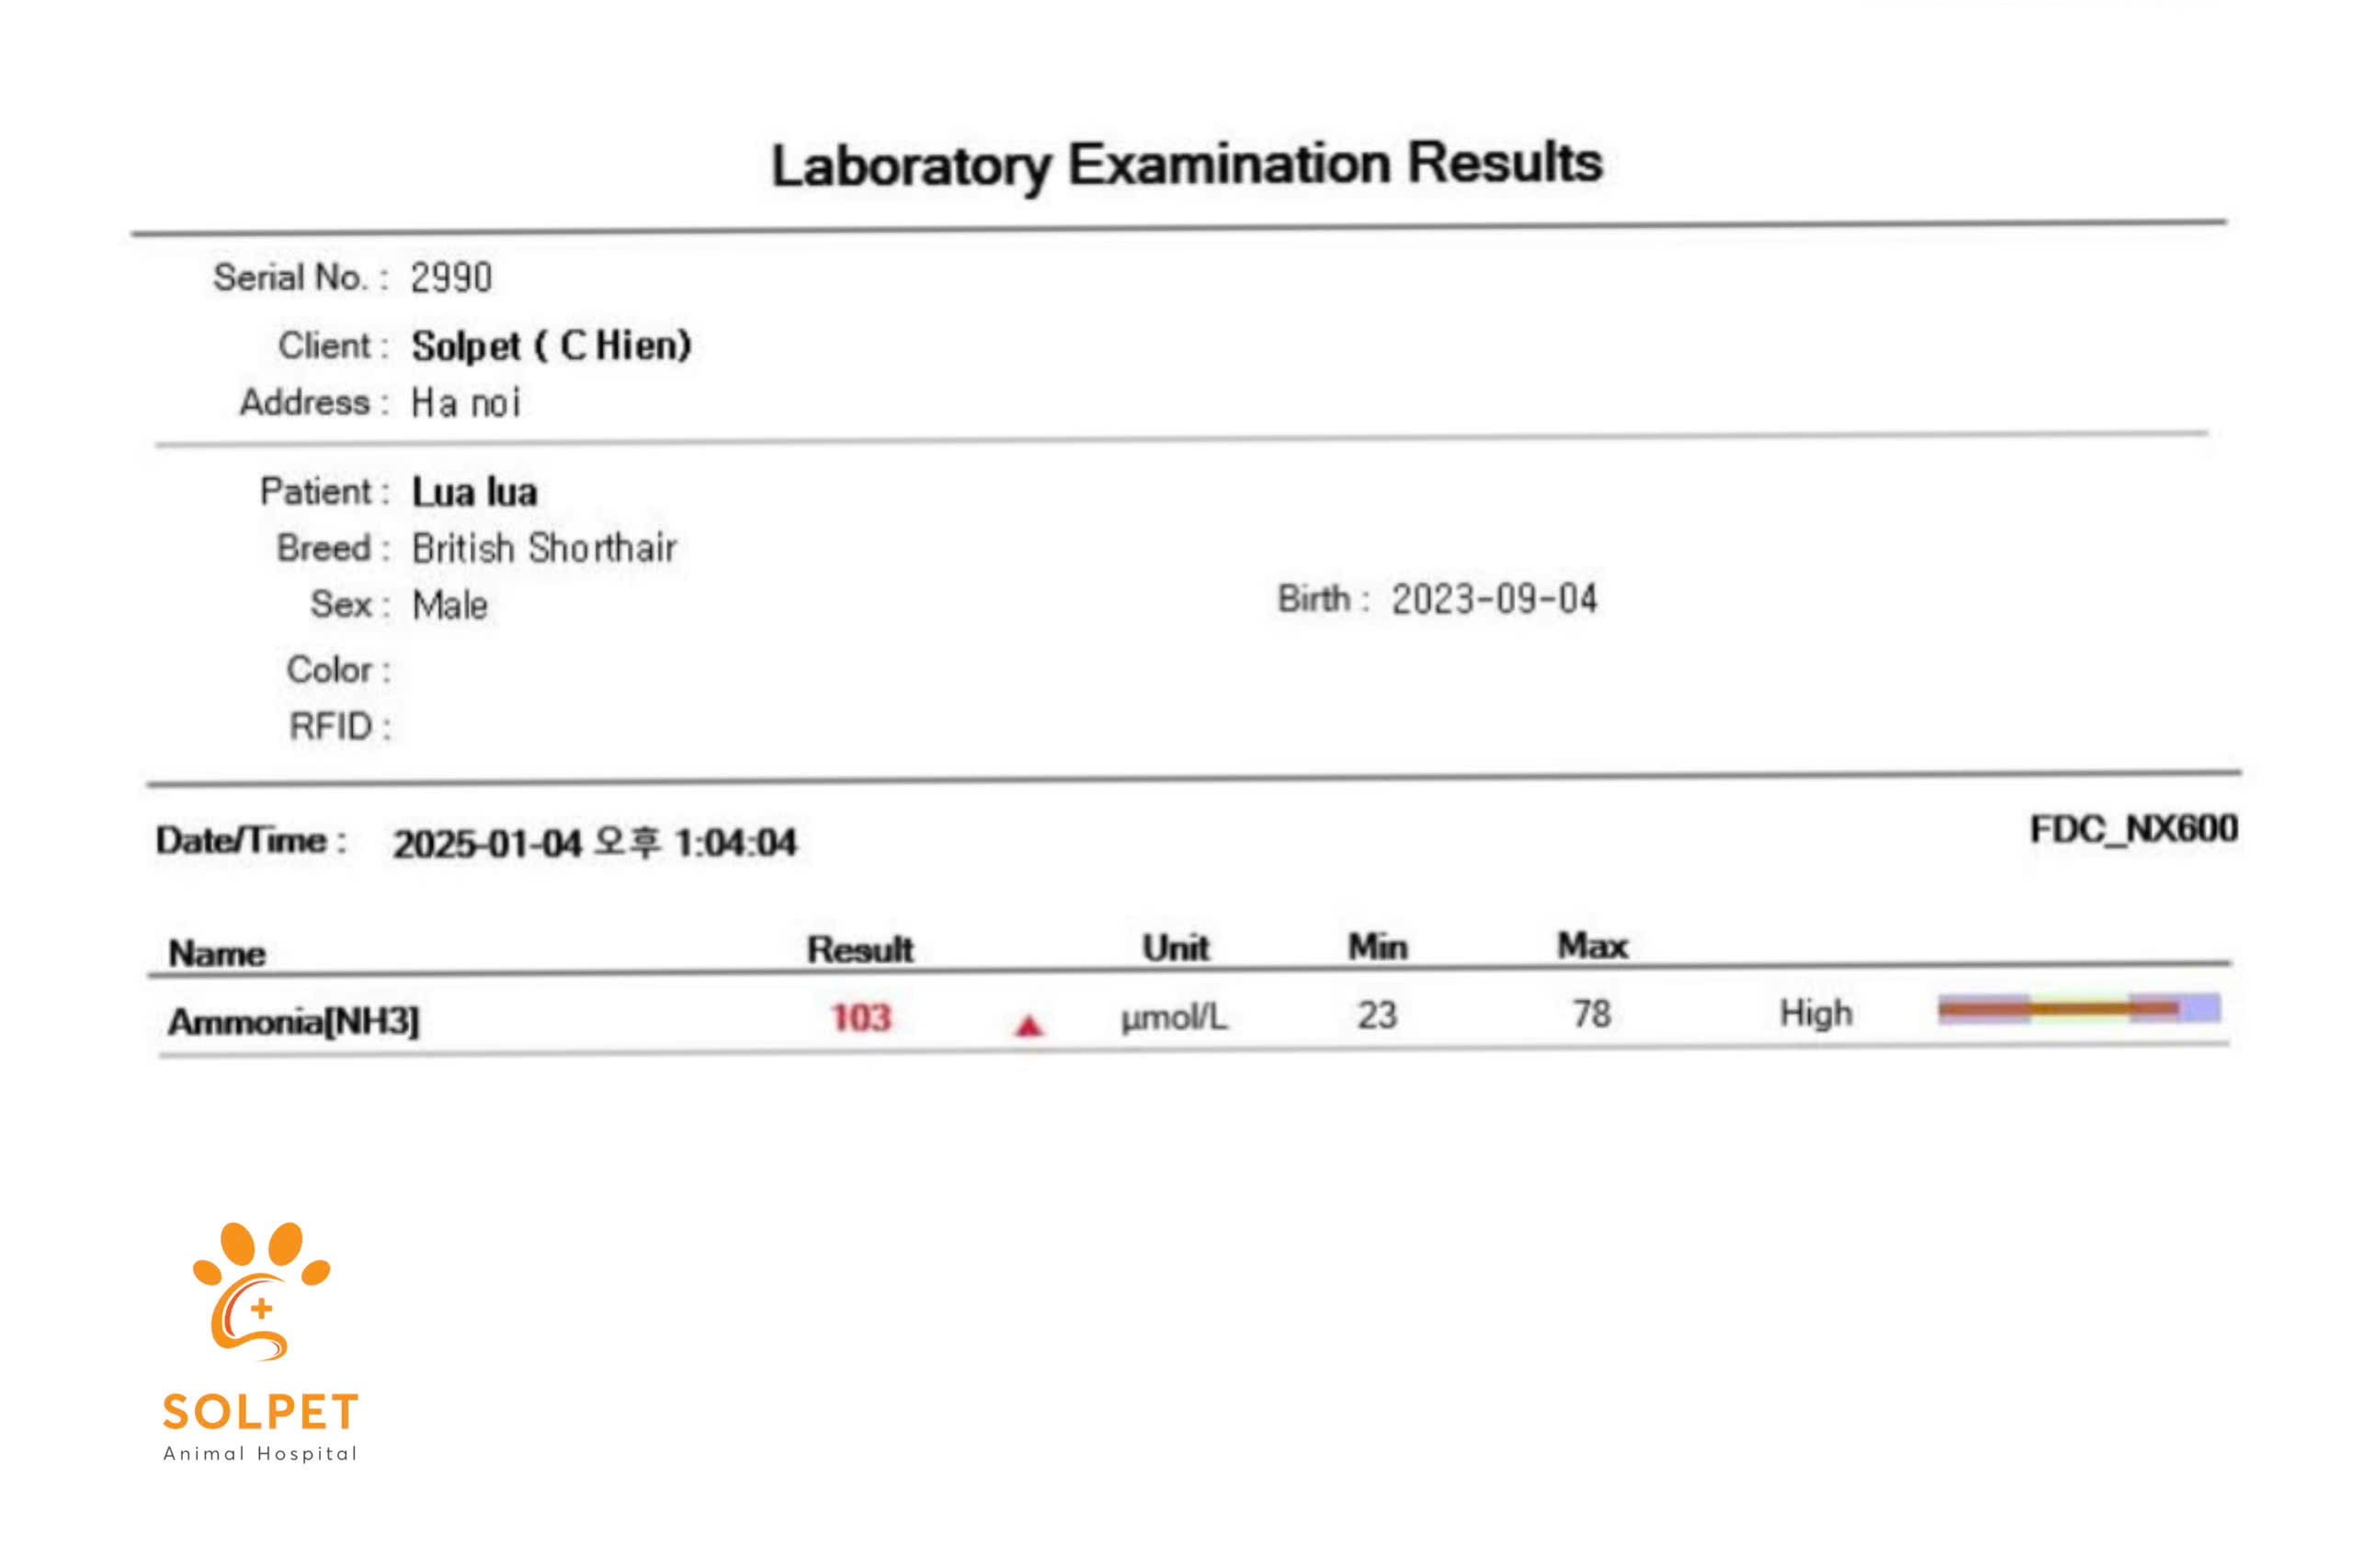 Laboratory Examination Results
Serial No. : 2990
Client : Solpet ( C Hien)
Address : Ha noi
Patient : Lua lua
Breed : British Shorthair
Sex : Male
Birth : 2023-09-04
Color :
RFID :
Date/Time : 2025-01-04 오후 1:04:04 FDC_NX600
Name Result Unit Min Max
Ammonia[NH3] 103 ▲ µmol/L 23 78 High
SOLPET
Animal Hospital